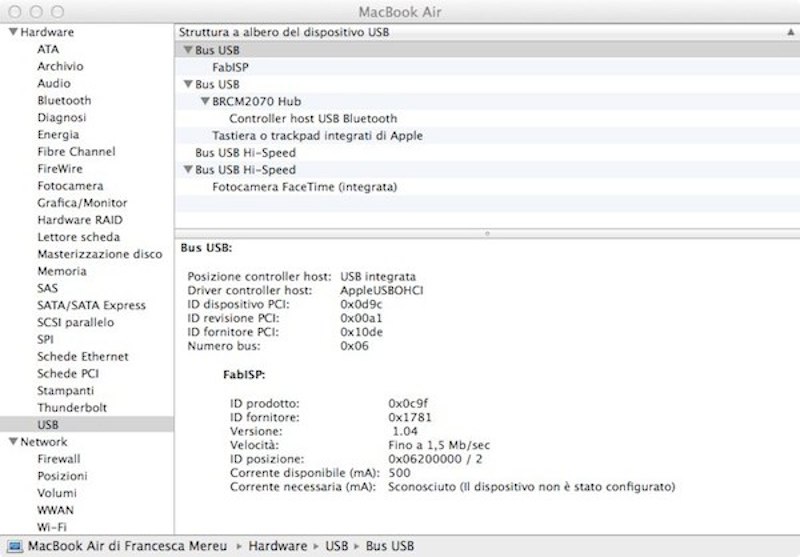 MacBook Air
Hardware
ATA
Archivio
Audio
Bluetooth
Diagnosi
Energia
Fibre Channel
FireWire
Fotocamera
Grafica/Monitor
Hardware RAID
Lettore scheda
Masterizzazione disco
Memoria
SAS
SATA/SATA Express
SCSI parallelo
SPI
Schede Ethernet
Schede PCI
Stampanti
Thunderbolt
USB
Network
Firewall
Posizioni
Volumi
WWAN
Wi-Fi
Struttura a albero del dispositivo USB
Bus USB
FabISP
Bus USB
BRCM2070 Hub
Controller host USB Bluetooth
Tastiera o trackpad integrati di Apple
Bus USB Hi-Speed
Bus USB Hi-Speed
Fotocamera FaceTime (integrata)
Bus USB:
Posizione controller host: USB integrata
Driver controller host: AppleUSBOHCI
ID dispositivo PCI: 0x0d9c
ID revisione PCI: 0x00a1
ID fornitore PCI: 0x10de
Numero bus: 0x06
FabISP:
ID prodotto: 0x0c9f
ID fornitore: 0x1781
Versione: 1.04
Velocità: Fino a 1,5 Mb/sec
ID posizione: 0x06200000 / 2
Corrente disponibile (mA): 500
Corrente necessaria (mA): Sconosciuto (Il dispositivo non è stato configurato)
MacBook Air di Francesca Mereu ▸ Hardware ▸ USB ▸ Bus USB